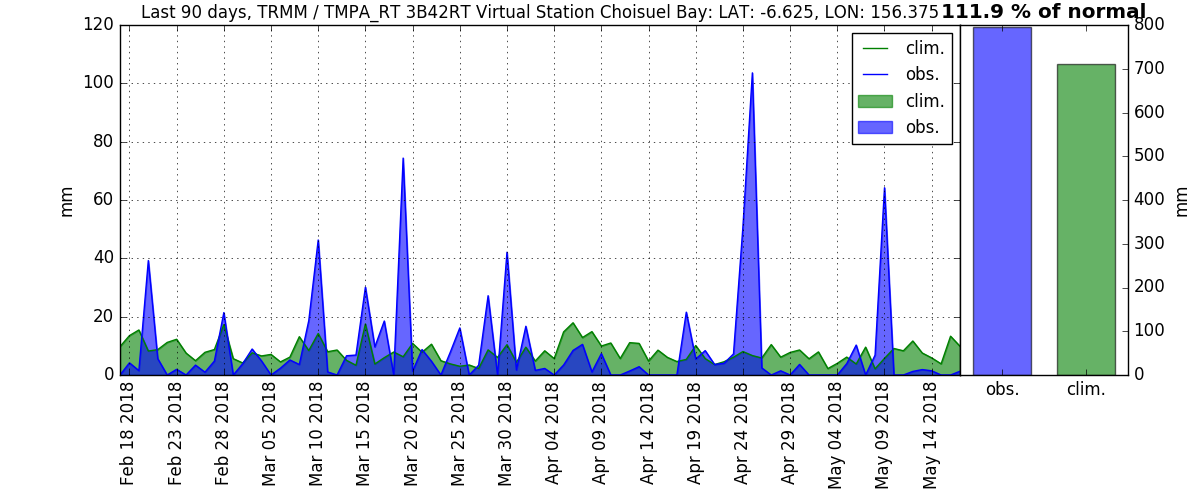 Last 90 days, TRMM / TMPA_RT 3B42RT Virtual Station Choisuel Bay: LAT: -6.625, LON: 156.375 111.9 % of normal
120
100
80
60
40
20
0
mm
clim.
obs.
clim.
obs.
800
700
600
500
400
300
200
100
0
mm
obs.
clim.
Feb 18 2018
Feb 23 2018
Feb 28 2018
Mar 05 2018
Mar 10 2018
Mar 15 2018
Mar 20 2018
Mar 25 2018
Mar 30 2018
Apr 04 2018
Apr 09 2018
Apr 14 2018
Apr 19 2018
Apr 24 2018
Apr 29 2018
May 04 2018
May 09 2018
May 14 2018